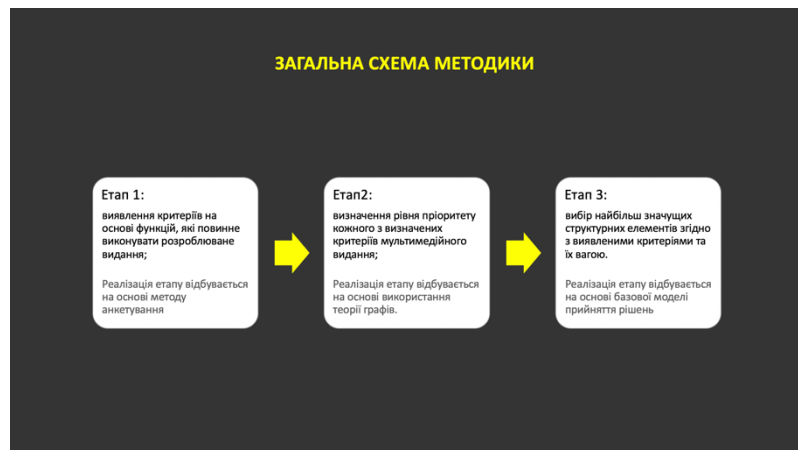 ЗАГАЛЬНА СХЕМА МЕТОДИКИ
Етап 1:
виявлення критеріїв на
основі функцій, які повинне
виконувати розроблюване
видання;
Реалізація етапу відбувається
на основі методу
анкетування
Етап2:
визначення рівня пріоритету
кожного з визначених
критеріїв мультимедійного
видання;
Реалізація етапу відбувається
на основі використання
теорії графів.
Етап 3:
вибір найбільш значущих
структурних елементів згідно
з виявленими критеріями та
їх вагою.
Реалізація етапу відбувається
на основі базової моделі
прийняття рішень